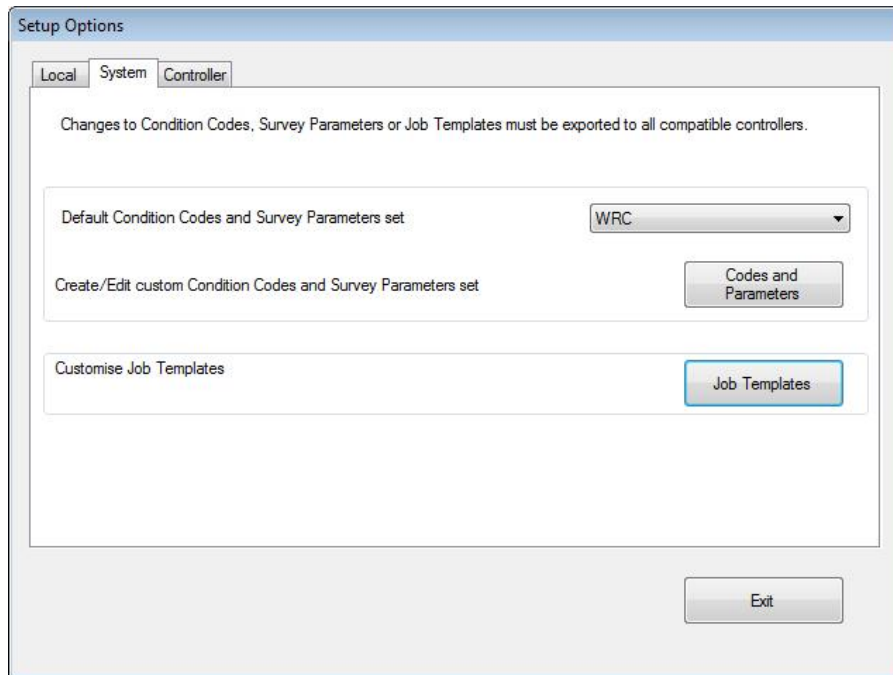 Setup Options
Local System Controller
Changes to Condition Codes, Survey Parameters or Job Templates must be exported to all compatible controllers.
Default Condition Codes and Survey Parameters set WRC
Create/Edit custom Condition Codes and Survey Parameters set
Codes and
Parameters
Customise Job Templates
Job Templates
Exit